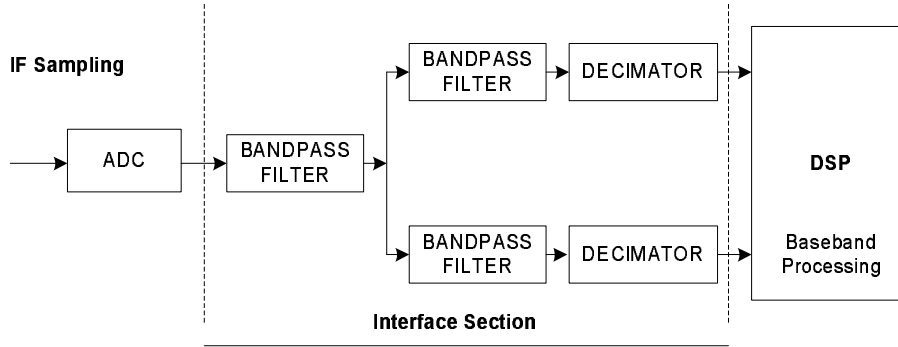 IF Sampling
ADC
BANDPASS
FILTER
BANDPASS
FILTER
DECIMATOR
BANDPASS
FILTER
DECIMATOR
DSP
Baseband
Processing
Interface Section